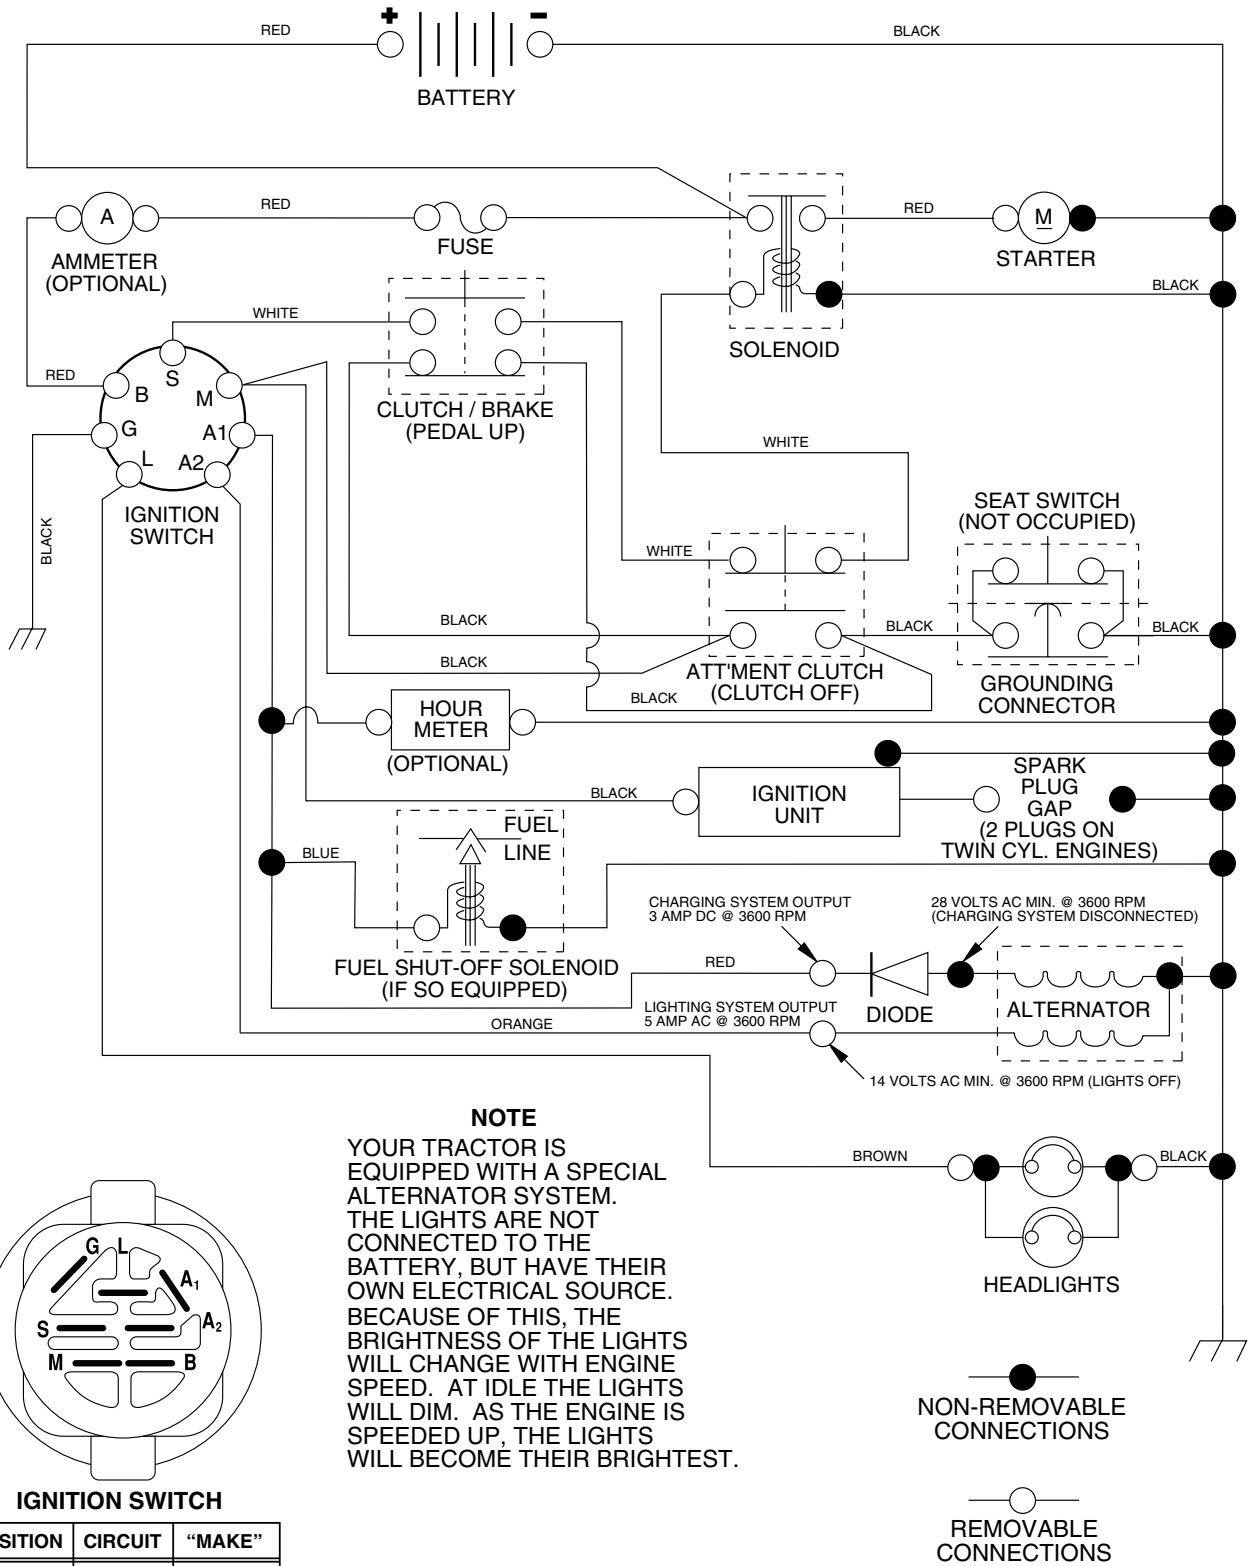 + -
RED
BLACK
BATTERY
RED
RED
A
M
AMMETER
(OPTIONAL)
FUSE
STARTER
BLACK
WHITE
SOLENOID
RED
S
B
M
G
A1
L
A2
CLUTCH / BRAKE
(PEDAL UP)
WHITE
IGNITION
SWITCH
BLACK
SEAT SWITCH
(NOT OCCUPIED)
WHITE
BLACK
BLACK
BLACK
BLACK
ATT'MENT CLUTCH
(CLUTCH OFF)
BLACK
GROUNDING
CONNECTOR
HOUR
METER
(OPTIONAL)
BLACK
IGNITION
UNIT
SPARK
PLUG
GAP
(2 PLUGS ON
TWIN CYL. ENGINES)
FUEL
LINE
BLUE
FUEL SHUT-OFF SOLENOID
(IF SO EQUIPPED)
CHARGING SYSTEM OUTPUT
3 AMP DC @ 3600 RPM
28 VOLTS AC MIN. @ 3600 RPM
(CHARGING SYSTEM DISCONNECTED)
RED
DIODE
ALTERNATOR
LIGHTING SYSTEM OUTPUT
5 AMP AC @ 3600 RPM
ORANGE
14 VOLTS AC MIN. @ 3600 RPM (LIGHTS OFF)
NOTE
YOUR TRACTOR IS
EQUIPPED WITH A SPECIAL
ALTERNATOR SYSTEM.
THE LIGHTS ARE NOT
CONNECTED TO THE
BATTERY, BUT HAVE THEIR
OWN ELECTRICAL SOURCE.
BECAUSE OF THIS, THE
BRIGHTNESS OF THE LIGHTS
WILL CHANGE WITH ENGINE
SPEED. AT IDLE THE LIGHTS
WILL DIM. AS THE ENGINE IS
SPEEDED UP, THE LIGHTS
WILL BECOME THEIR BRIGHTEST.
BROWN
BLACK
HEADLIGHTS
G L
A1
S
A2
M
B
IGNITION SWITCH
SITION CIRCUIT “MAKE”
NON-REMOVABLE
CONNECTIONS
REMOVABLE
CONNECTIONS